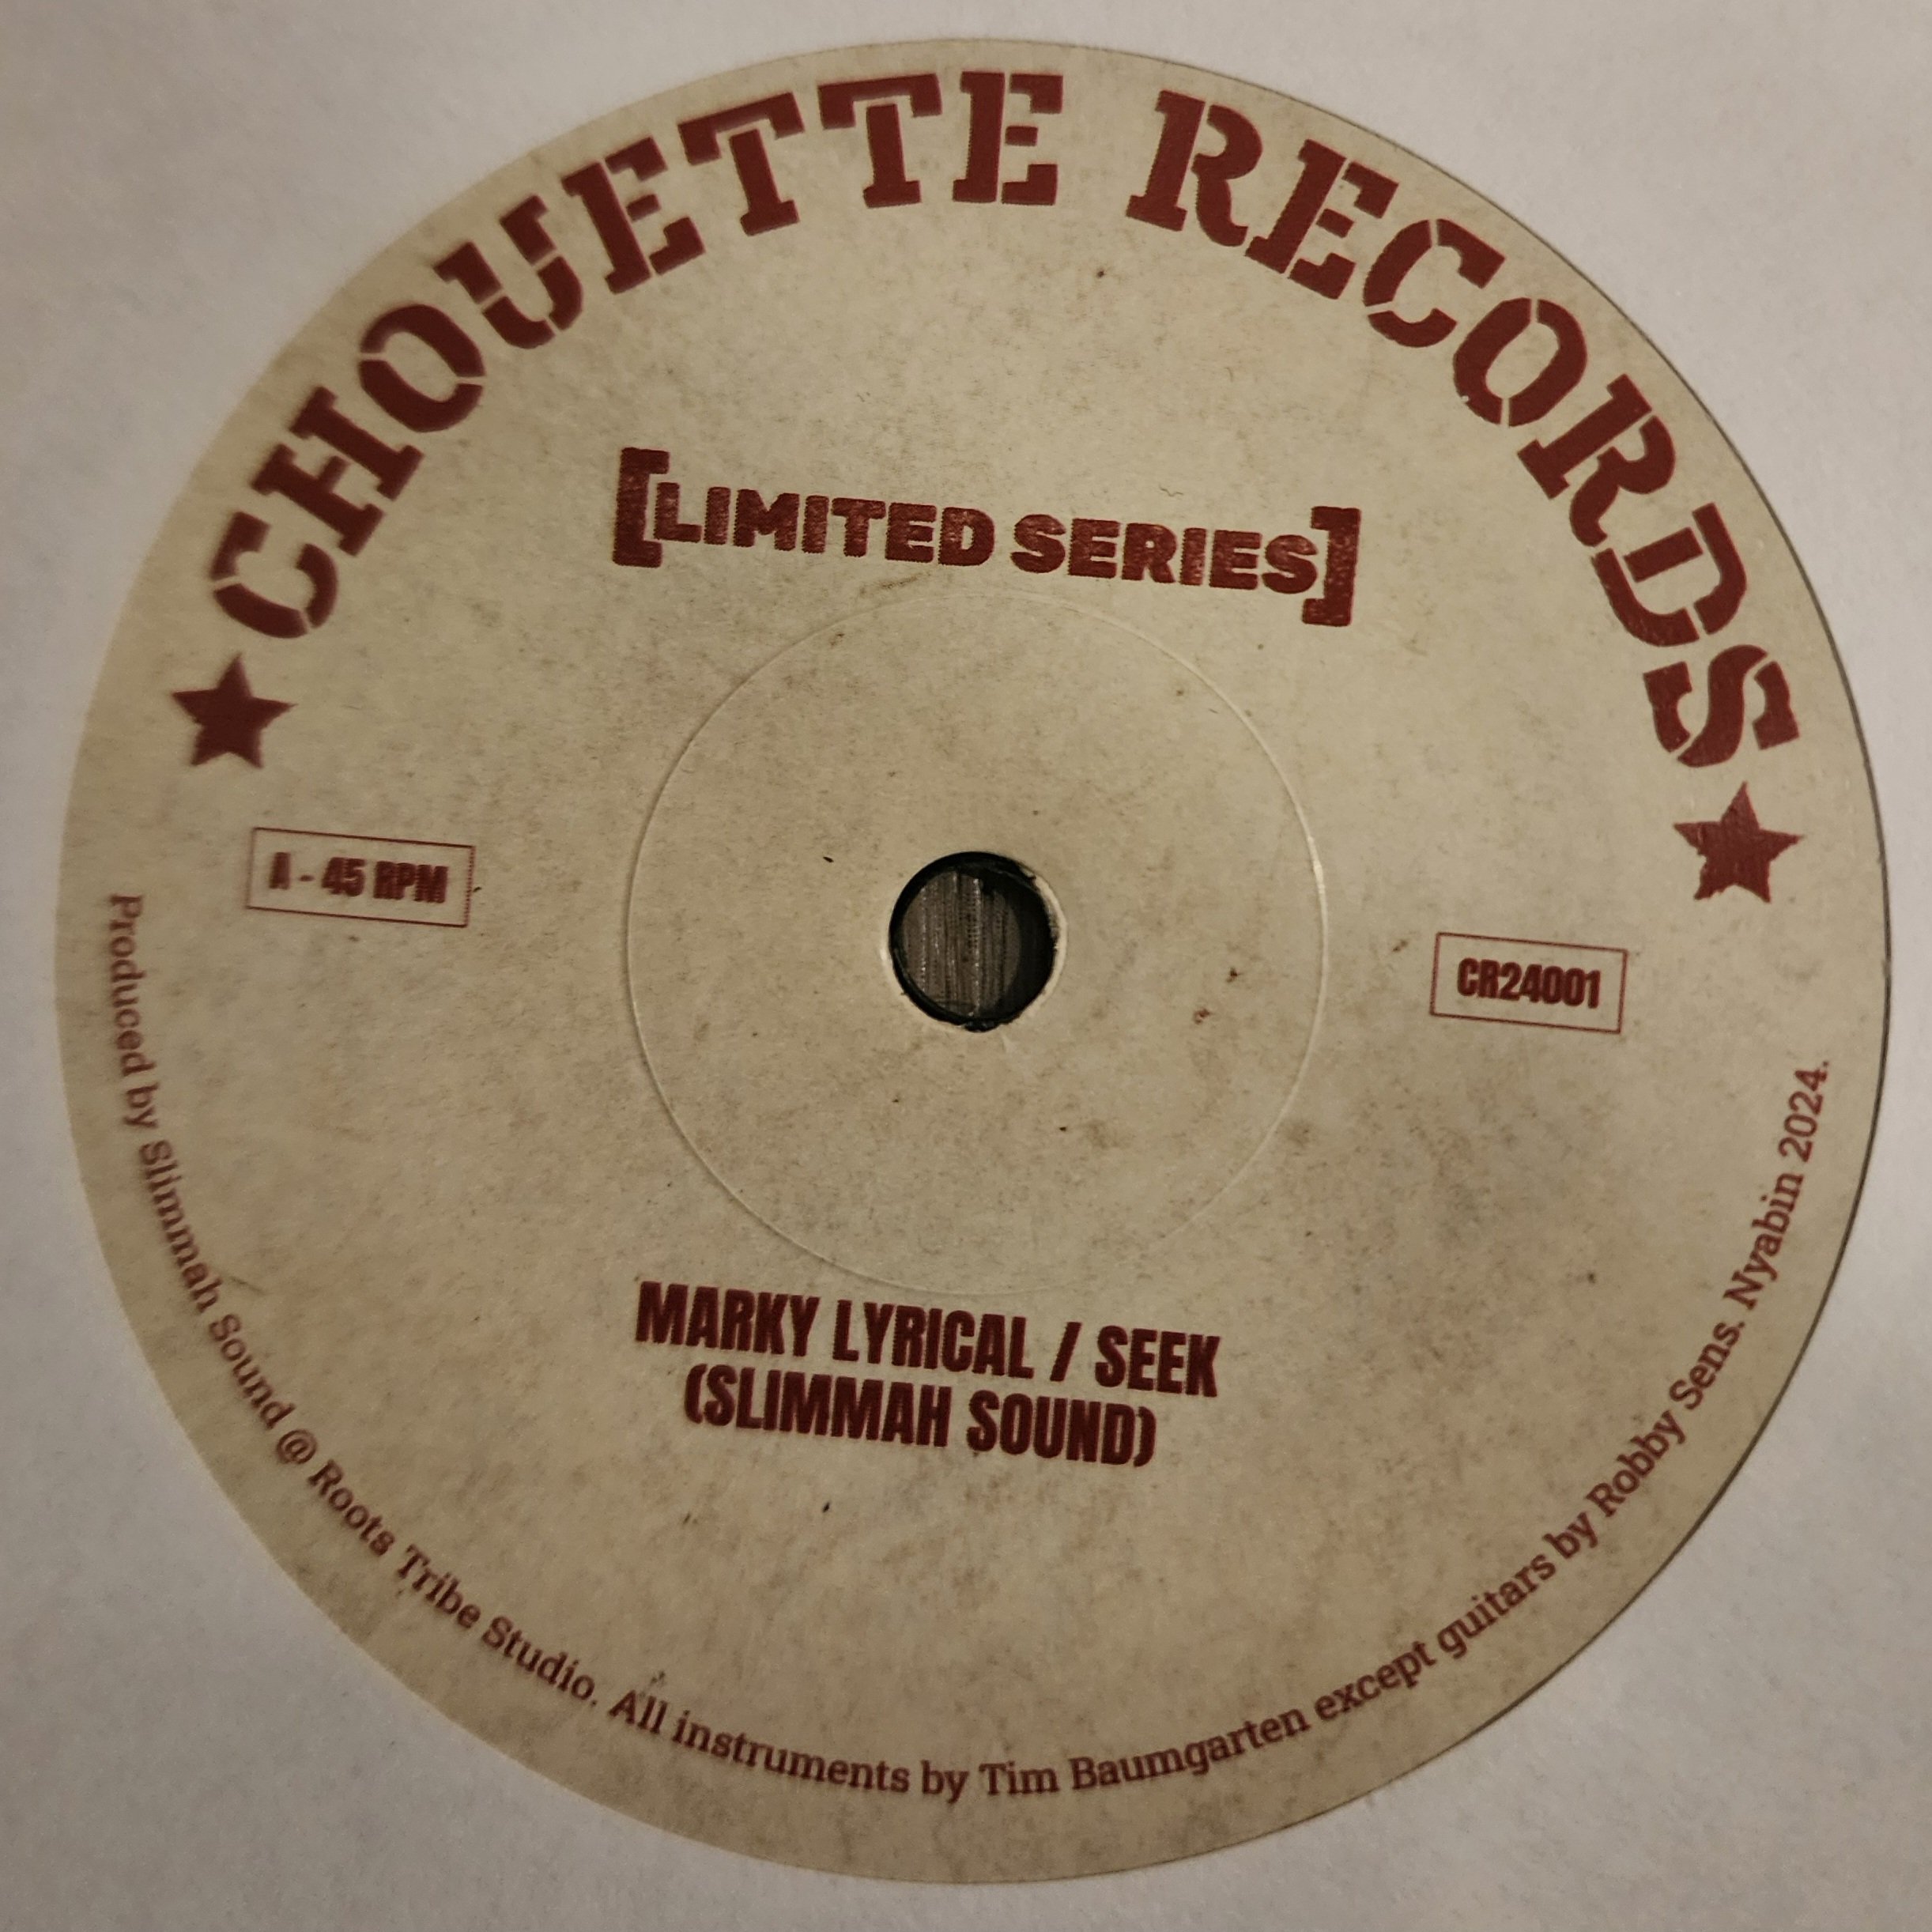 ★ CHOUETTE RECORDS ★
[LIMITED SERIES]
A - 45 RPM
CR24001
MARKY LYRICAL / SEEK
(SLIMMAH SOUND)
Produced by Slimmah Sound @ Roots Tribe Studio. All instruments by Tim Baumgarten except guitars by Robby Sens. Nyabin 2024.